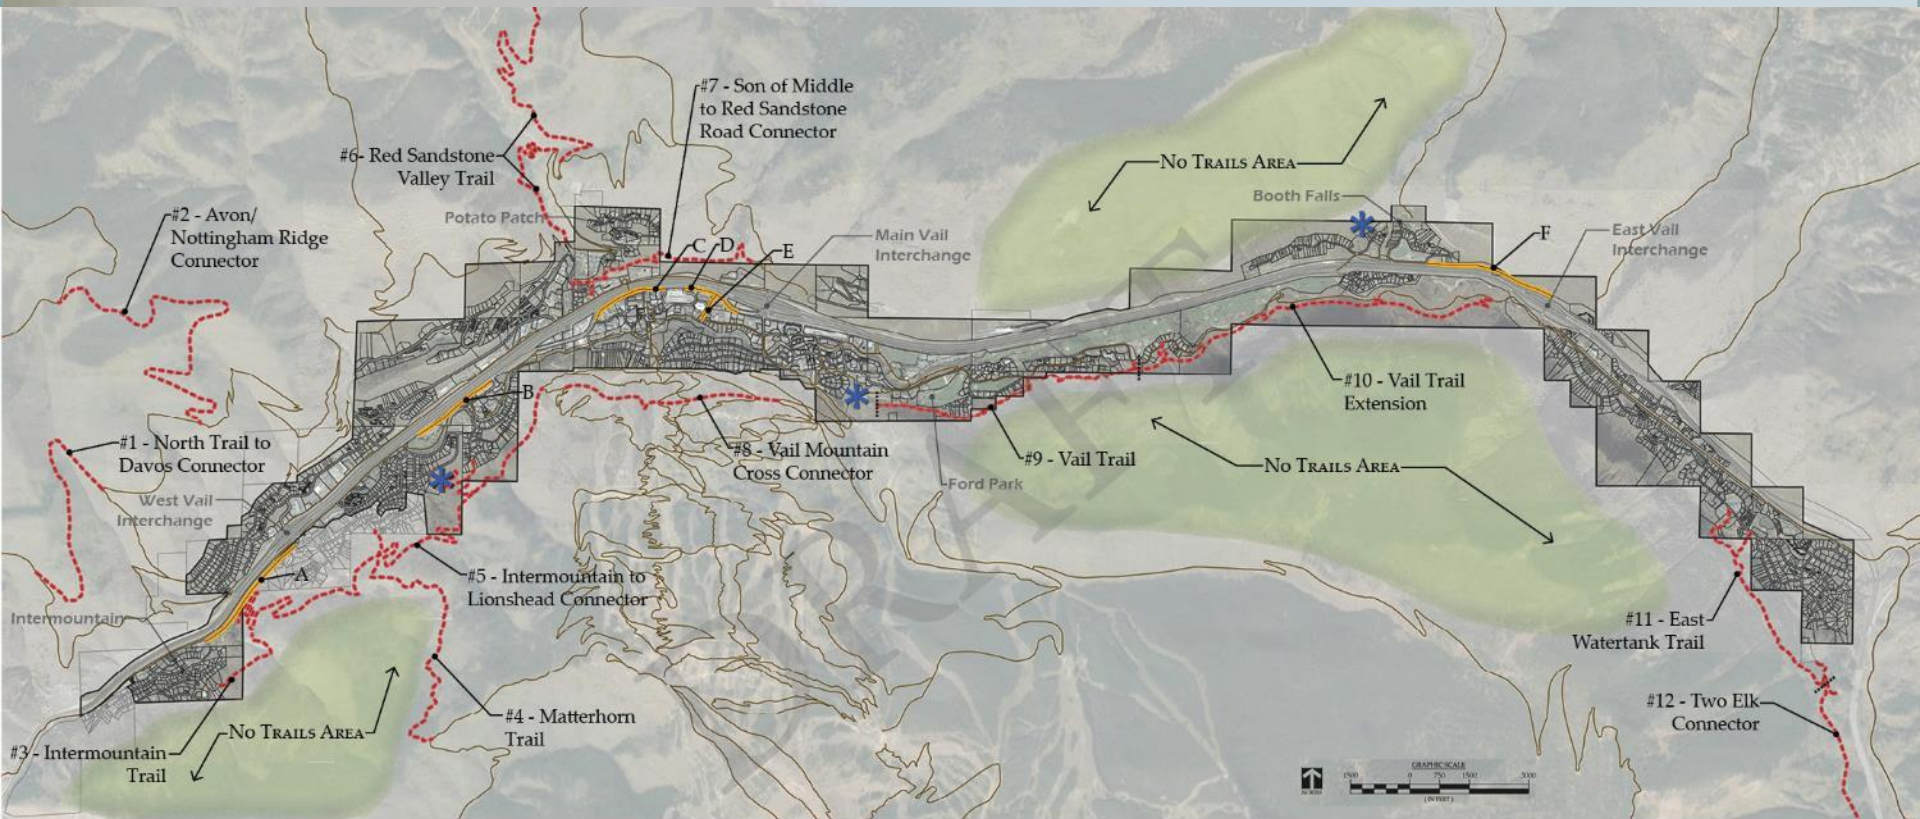 #7 - Son of Middle
to Red Sandstone
Road Connector
#6- Red Sandstone
Valley Trail
No Trails Area
Booth Falls
#2 - Avon/
Nottingham Ridge
Connector
Potato Patch
C
D
E
Main Vail
Interchange
F
East Vail
Interchange
B
#10 - Vail Trail
Extension
#1 - North Trail to
Davos Connector
#8 - Vail Mountain
Cross Connector
#9 - Vail Trail
No Trails Area
Ford Park
West Vail
Interchange
A
#5 - Intermountain to
Lionshead Connector
Intermountain
#11 - East
Watertank Trail
#4 - Matterhorn
Trail
No Trails Area
#3 - Intermountain
Trail
#12 - Two Elk
Connector
DRAFT
GRAPHIC SCALE
1500 0 750 1500 3000
( IN FEET )
NORTH